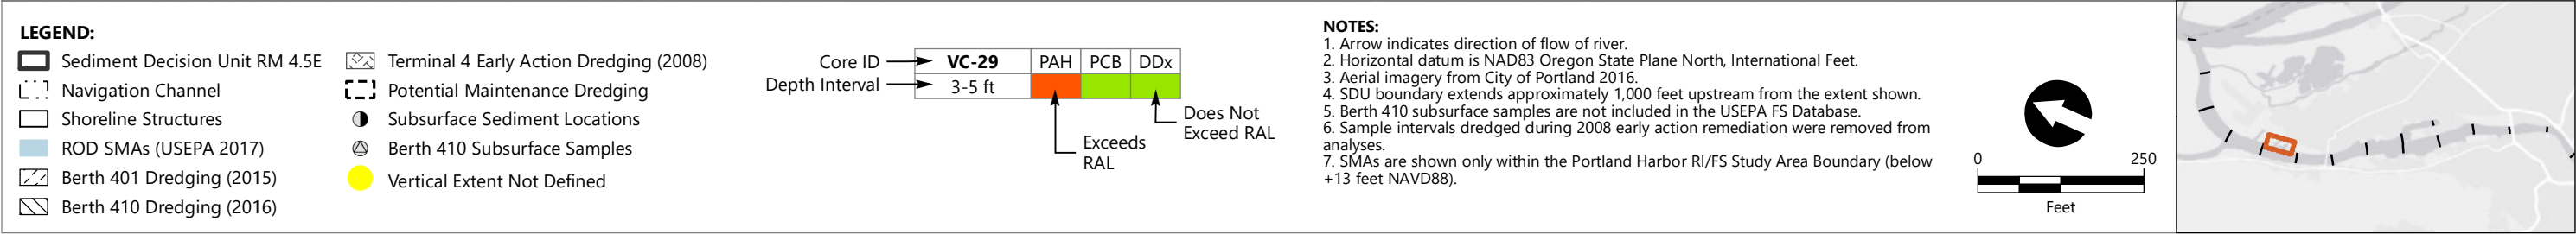 LEGEND:
Sediment Decision Unit RM 4.5E
Navigation Channel
Shoreline Structures
ROD SMAs (USEPA 2017)
Berth 401 Dredging (2015)
Berth 410 Dredging (2016)
Terminal 4 Early Action Dredging (2008)
Potential Maintenance Dredging
Subsurface Sediment Locations
Berth 410 Subsurface Samples
Vertical Extent Not Defined
Core ID
VC-29 PAH PCB DDx
Depth Interval
3-5 ft
Does Not
Exceed RAL
Exceeds
RAL
NOTES:
1. Arrow indicates direction of flow of river.
2. Horizontal datum is NAD83 Oregon State Plane North, International Feet.
3. Aerial imagery from City of Portland 2016.
4. SDU boundary extends approximately 1,000 feet upstream from the extent shown.
5. Berth 410 subsurface samples are not included in the USEPA FS Database.
6. Sample intervals dredged during 2008 early action remediation were removed from
analyses.
7. SMAs are shown only within the Portland Harbor RI/FS Study Area Boundary (below
+13 feet NAVD88).
0 250
Feet